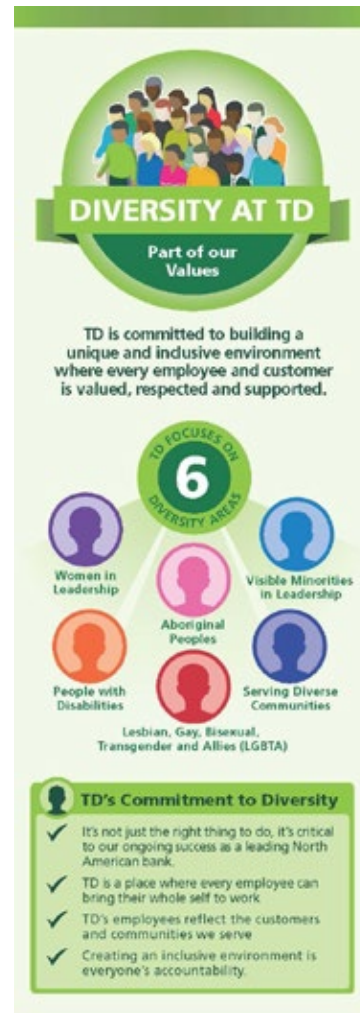 DIVERSITY AT TD
Part of our
Values
TD is committed to building a
unique and inclusive environment
where every employee and customer
is valued, respected and supported.
TD FOCUSES ON
6
DIVERSITY AREAS
Women in
Leadership
Aboriginal
Peoples
Visible Minorities
in Leadership
People with
Disabilities
Lesbian, Gay, Bisexual,
Transgender and Allies (LGBTA)
Serving Diverse
Communities
TD's Commitment to Diversity
It's not just the right thing to do, it's critical
to our ongoing success as a leading North
American bank.
TD is a place where every employee can
bring their whole self to work
TD's employees reflect the customers
and communities we serve
Creating an inclusive environment is
everyone's accountability.